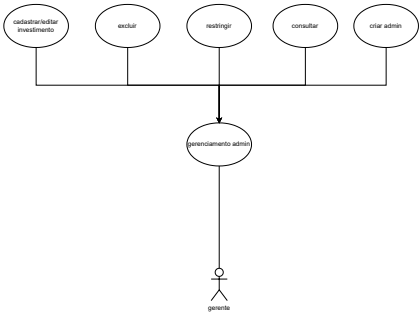 cadastrar/editar
investimento
excluir
restringir
consultar
criar admin
gerenciamento admin
gerente